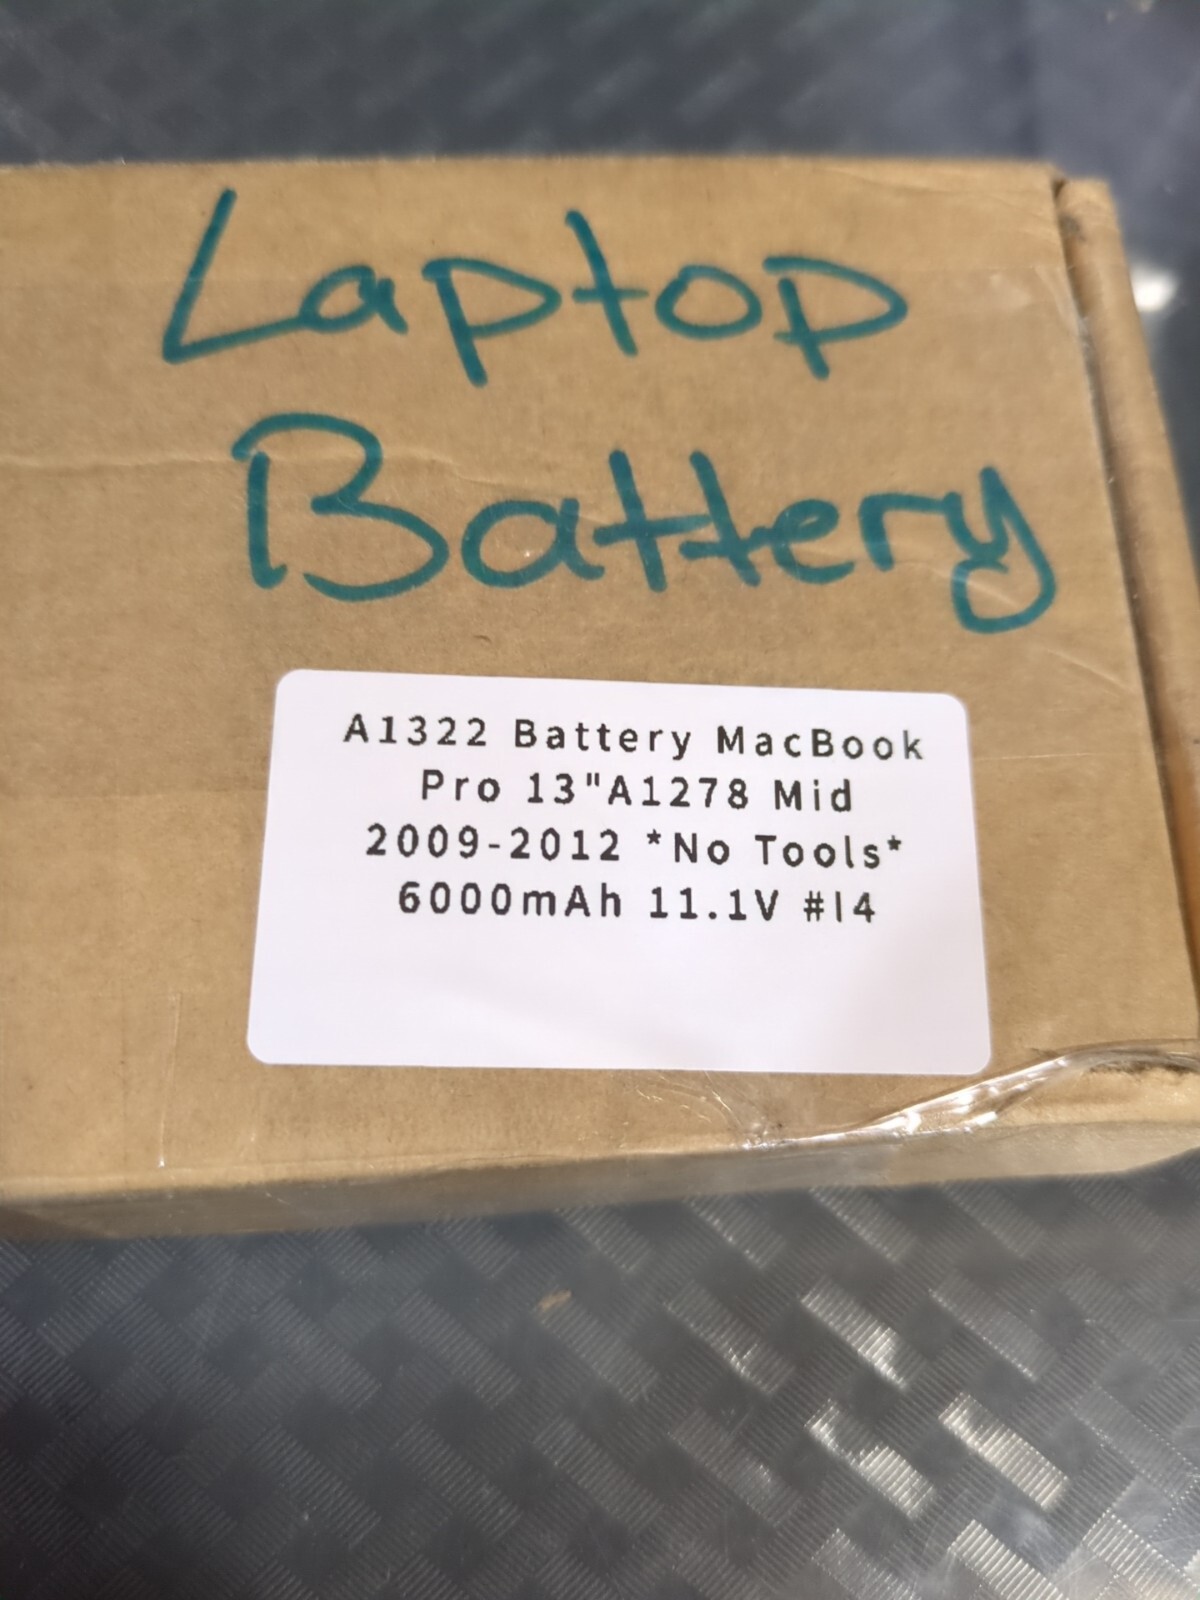 Laptop
Battery
A1322 Battery MacBook
Pro 13"A1278 Mid
2009-2012 *No Tools*
6000mAh 11.1V #I4